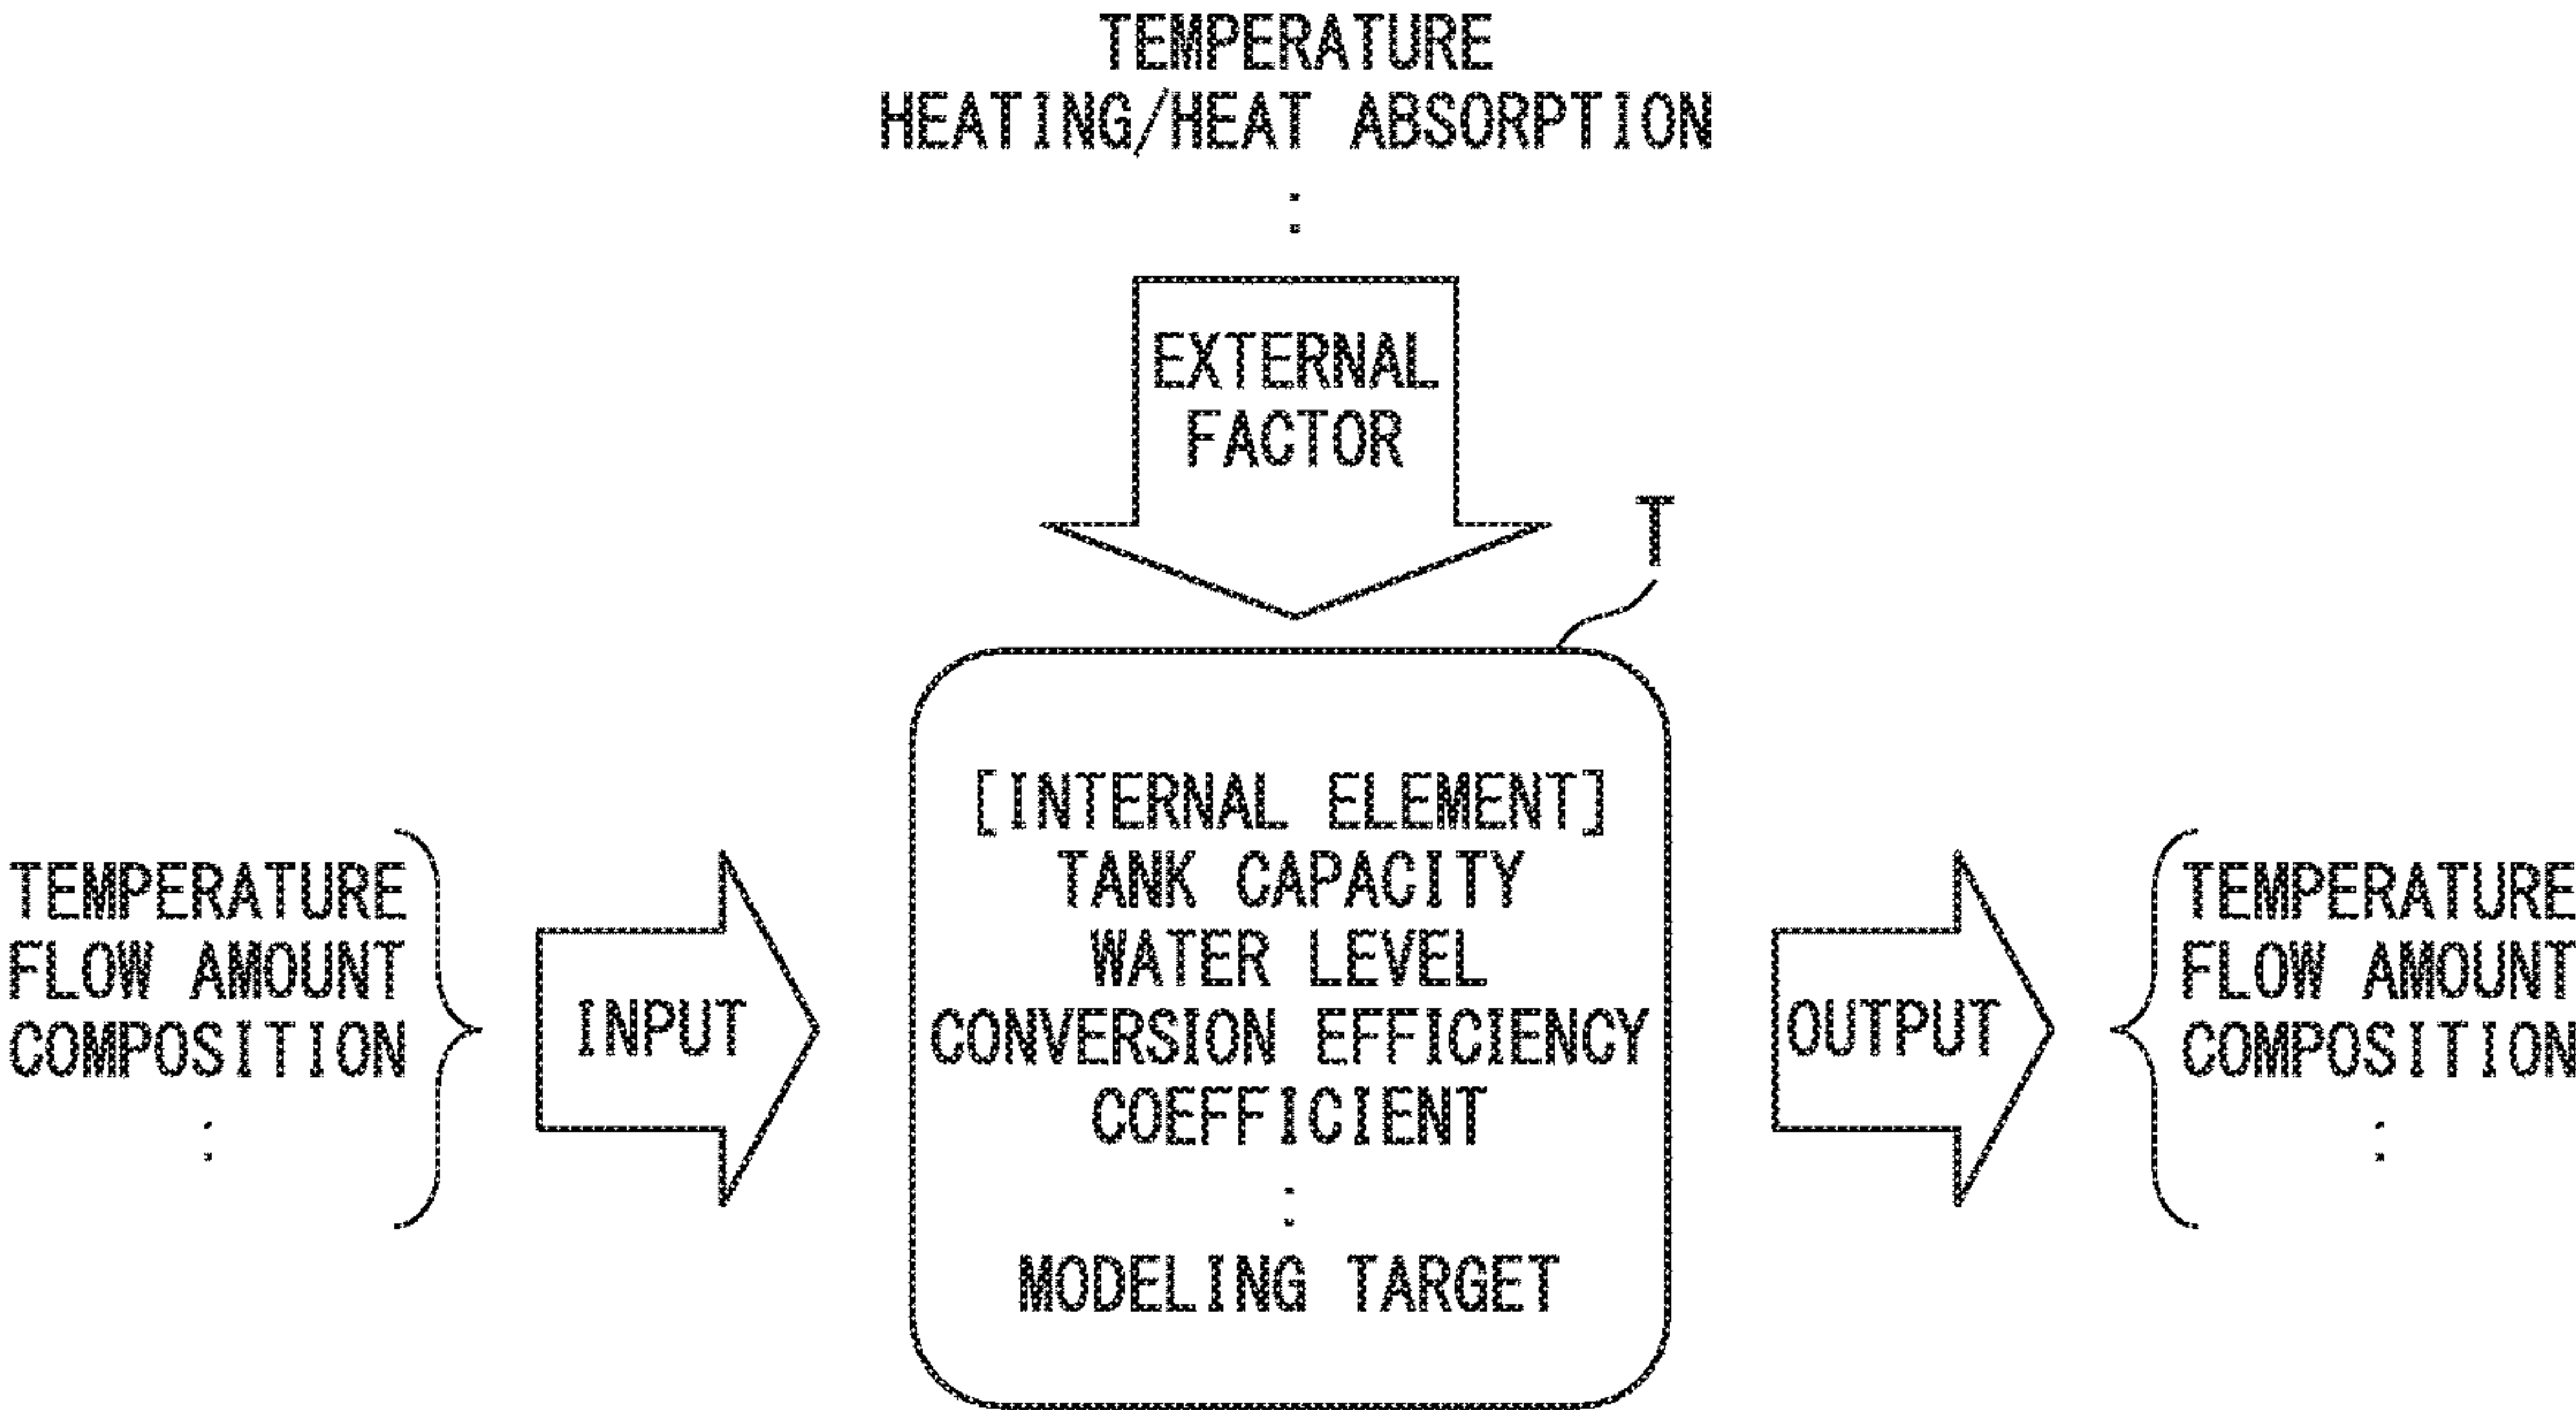 TEMPERATURE
HEATING/HEAT ABSORPTION
:
EXTERNAL
FACTOR
T
TEMPERATURE
FLOW AMOUNT
COMPOSITION
:
INPUT
[INTERNAL ELEMENT]
TANK CAPACITY
WATER LEVEL
CONVERSION EFFICIENCY
COEFFICIENT
:
MODELING TARGET
OUTPUT
TEMPERATURE
FLOW AMOUNT
COMPOSITION
: